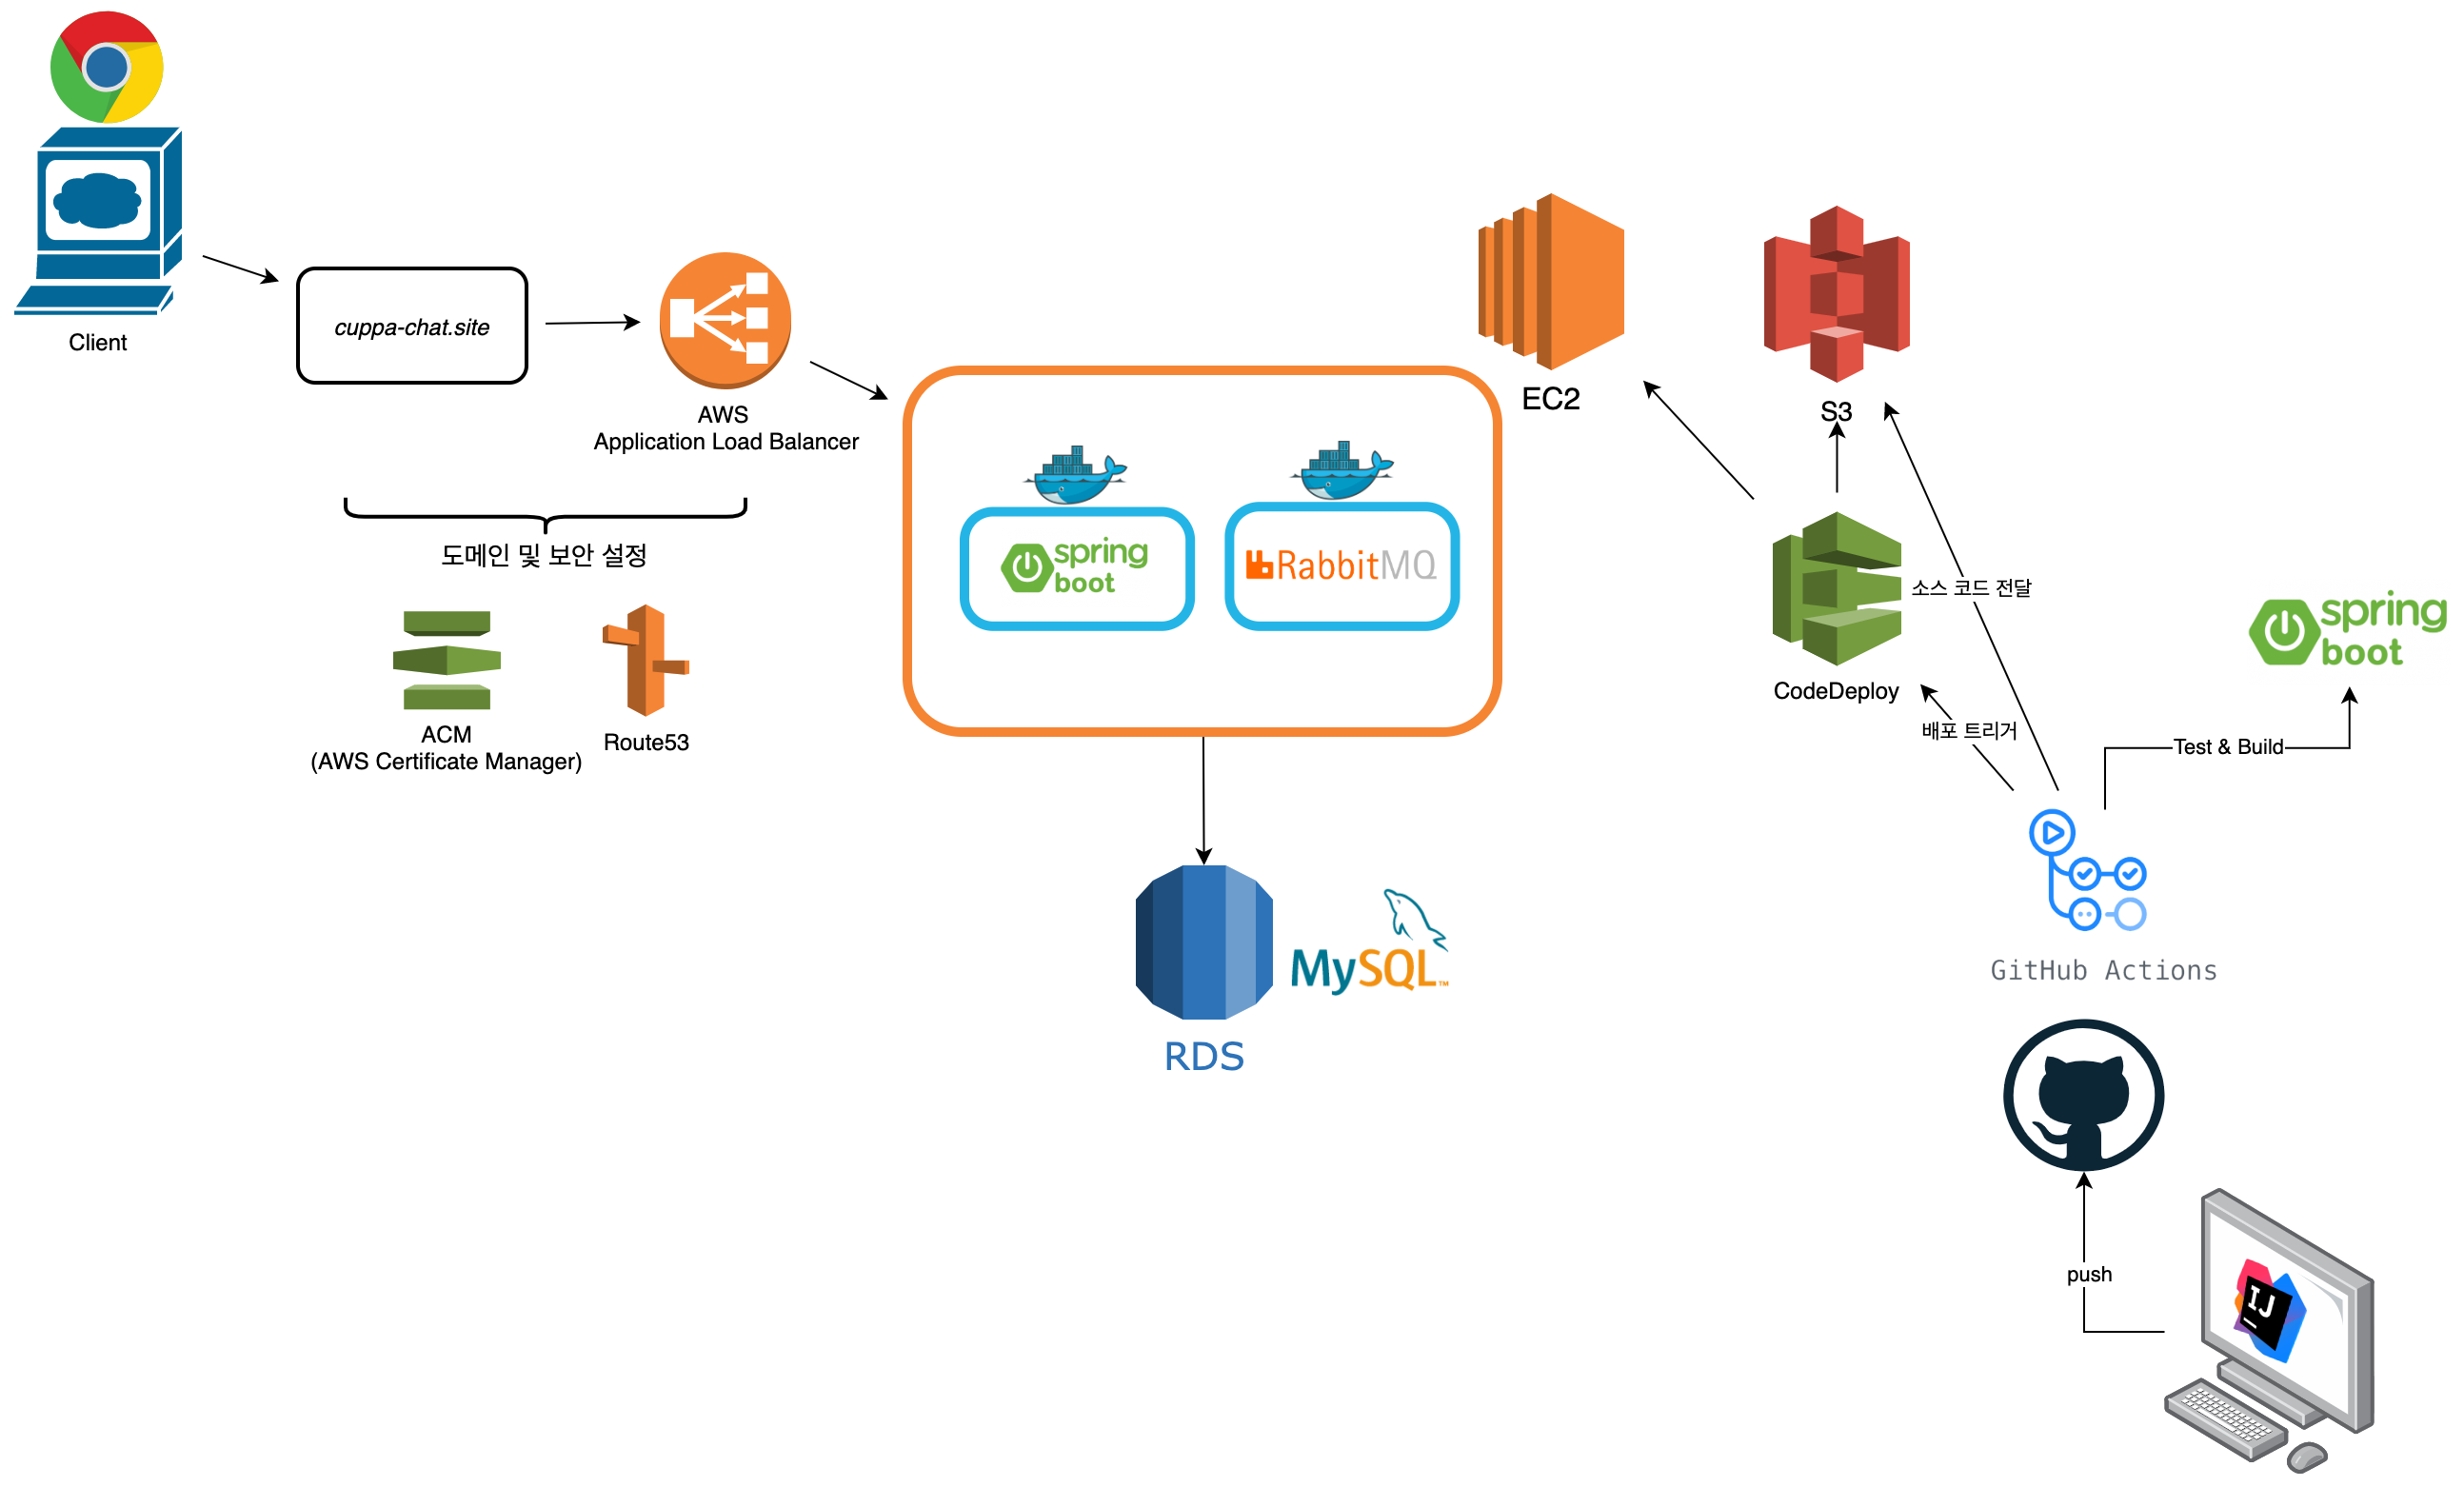 Client
cuppa-chat.site
AWS
Application Load Balancer
도메인 및 보안 설정
ACM
(AWS Certificate Manager)
Route53
spring
boot
RabbitMQ
EC2
S3
CodeDeploy
소스 코드 전달
배포 트리거
Test & Build
spring
boot
GitHub Actions
RDS
MySQL™
push
IJ